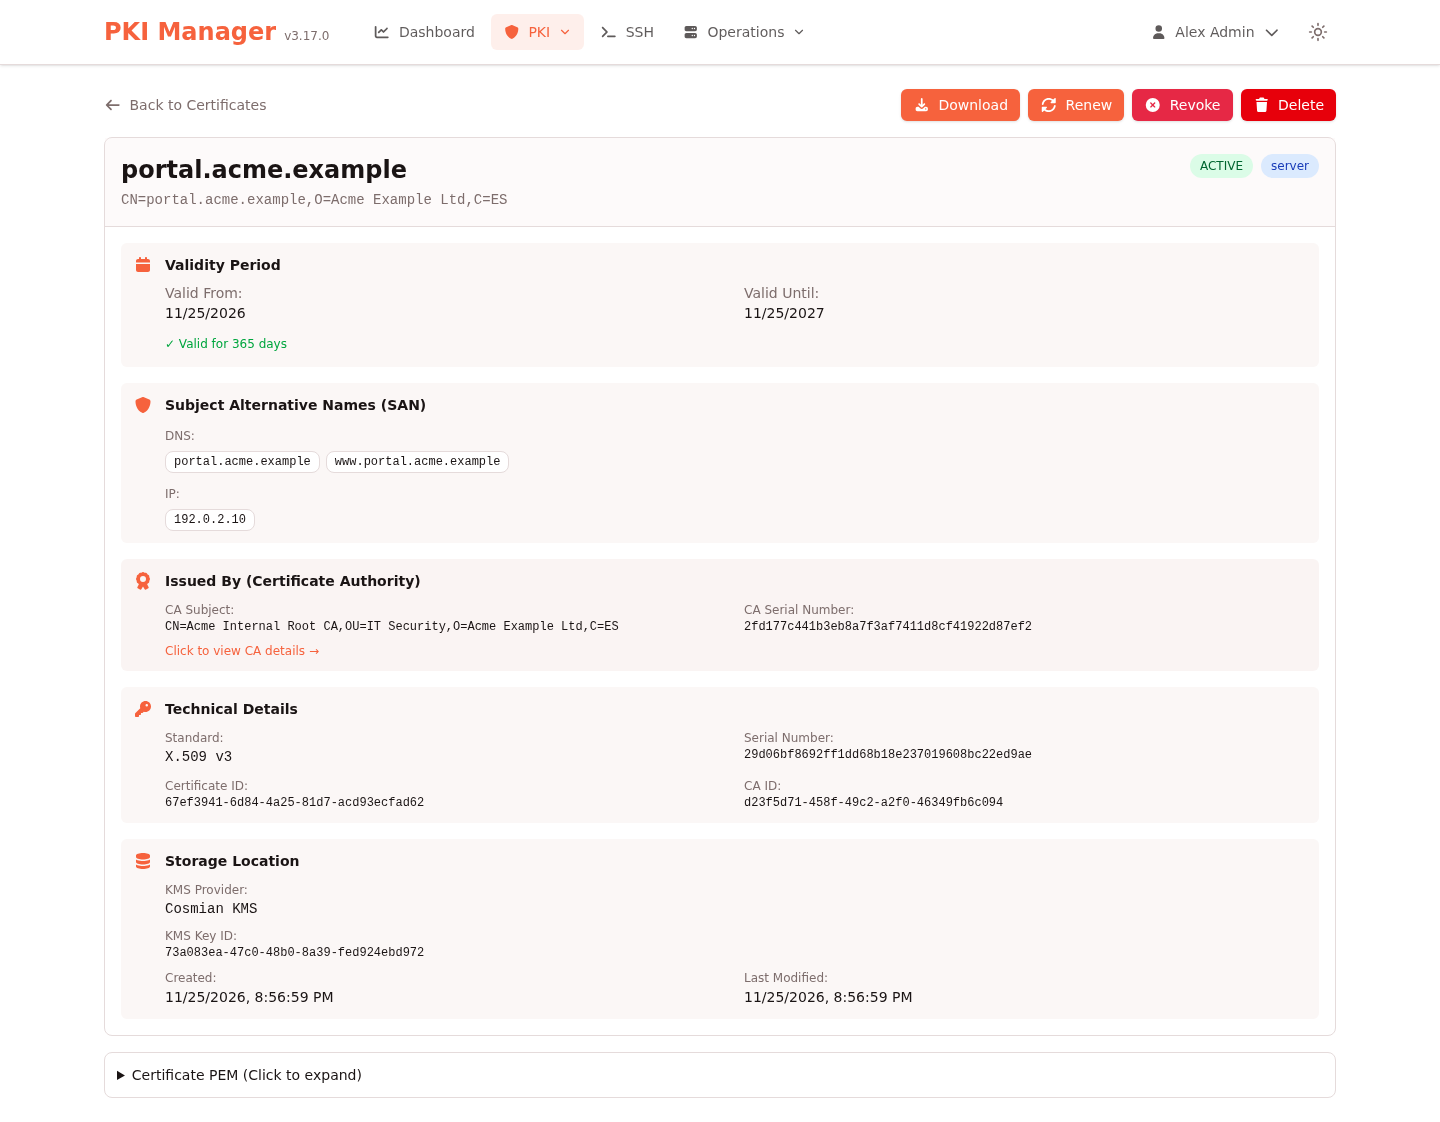 PKI Manager v3.17.0 Dashboard PKI SSH Operations Alex Admin
← Back to Certificates Download Renew Revoke Delete
portal.acme.example ACTIVE server
CN=portal.acme.example,O=Acme Example Ltd,C=ES
Validity Period
Valid From: Valid Until:
11/25/2026 11/25/2027
✓ Valid for 365 days
Subject Alternative Names (SAN)
DNS:
portal.acme.example www.portal.acme.example
IP:
192.0.2.10
Issued By (Certificate Authority)
CA Subject: CA Serial Number:
CN=Acme Internal Root CA,OU=IT Security,O=Acme Example Ltd,C=ES 2fd177c441b3eb8a7f3af7411d8cf41922d87ef2
Click to view CA details →
Technical Details
Standard: Serial Number:
X.509 v3 29d06bf8692ff1dd68b18e237019608bc22ed9ae
Certificate ID: CA ID:
67ef3941-6d84-4a25-81d7-acd93ecfad62 d23f5d71-458f-49c2-a2f0-46349fb6c094
Storage Location
KMS Provider:
Cosmian KMS
KMS Key ID:
73a083ea-47c0-48b0-8a39-fed924ebd972
Created: Last Modified:
11/25/2026, 8:56:59 PM 11/25/2026, 8:56:59 PM
▶ Certificate PEM (Click to expand)